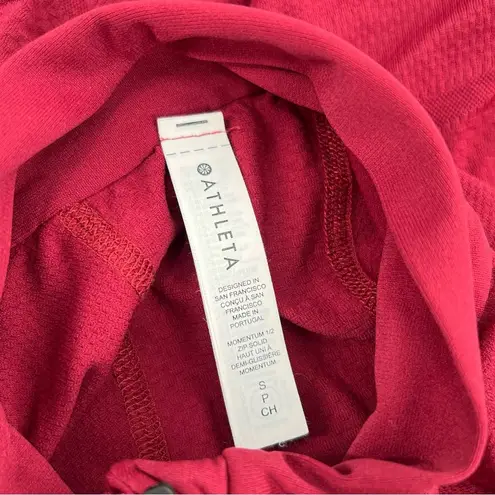 ATHLETA
DESIGNED IN
SAN FRANCISCO
CONÇU À SAN
FRANCISCO
MADE IN
PORTUGAL
MOMENTUM 1/2
ZIP SOLID
HAUT UNI À
DEMI-GLISSIÈRE
MOMENTUM
S
P
CH